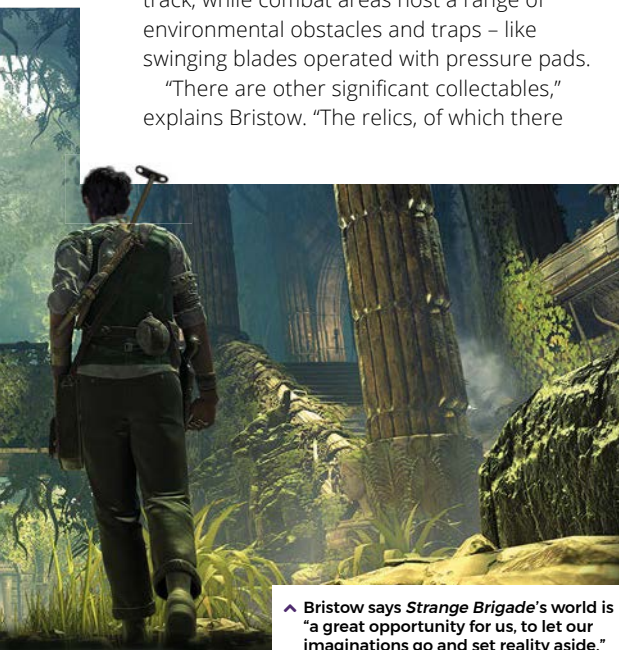 track, while combat areas host a range of
environmental obstacles and traps – like
swinging blades operated with pressure pads.
“There are other significant collectables,”
explains Bristow. “The relics, of which there
Bristow says Strange Brigade’s world is
“a great opportunity for us, to let our
imaginations go and set reality aside.”